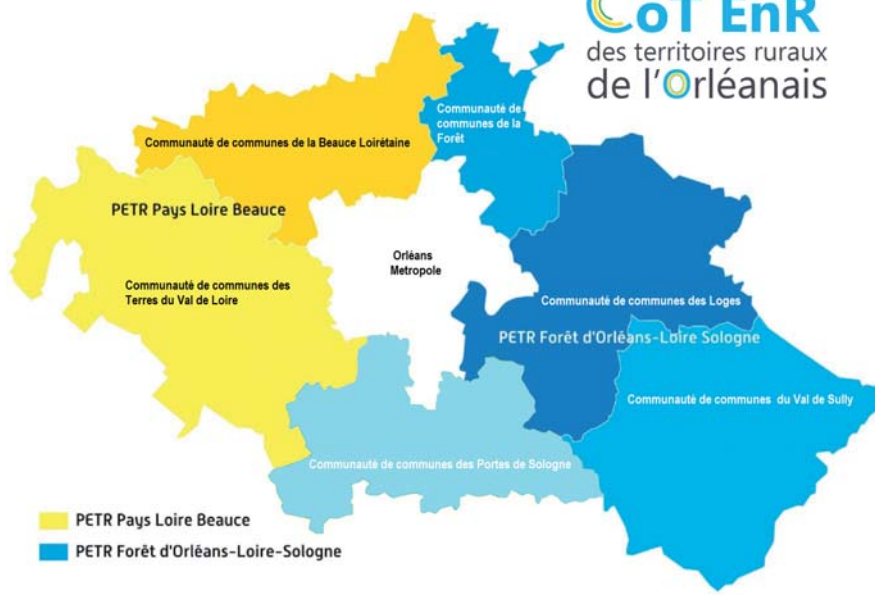 CoT EnR
des territoires ruraux
de l'Orléanais
Communauté de
communes de la
Forêt
Communauté de communes de la Beauce Loirétaine
PETR Pays Loire Beauce
Orléans
Metropole
Communauté de communes des
Terres du Val de Loire
Communauté de communes des Loges
PETR Forêt d'Orléans-Loire Sologne
Communauté de communes du Val de Sully
Communauté de communes des Portes de Sologne
PETR Pays Loire Beauce
PETR Forêt d'Orléans-Loire-Sologne